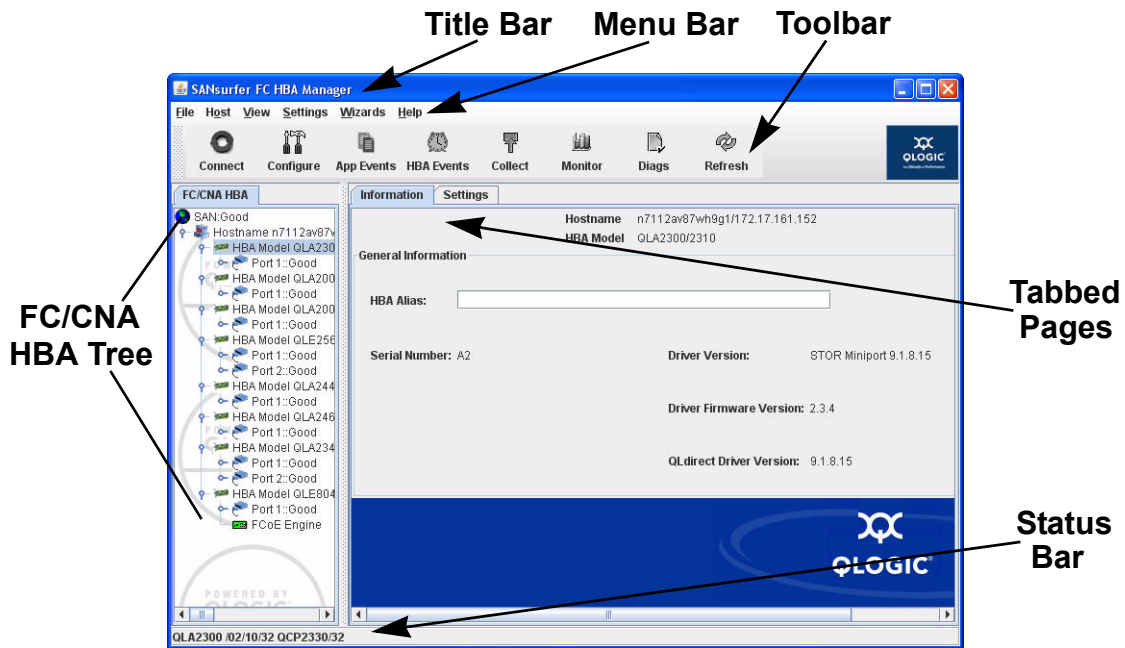 Title Bar Menu Bar Toolbar
SANsurfer FC HBA Manager
File Host View Settings Wizards Help
Connect Configure App Events HBA Events Collect Monitor Diags Refresh
QLOGIC
FC/CNA HBA
Information Settings
SAN:Good
Hostname n7112av87v
HBA Model QLA230
Port 1::Good
HBA Model QLA200
Port 1::Good
HBA Model QLA200
Port 1::Good
HBA Model QLE256
Port 1::Good
Port 2::Good
HBA Model QLA244
Port 1::Good
HBA Model QLA246
Port 1::Good
HBA Model QLA234
Port 1::Good
Port 2::Good
HBA Model QLE804
Port 1::Good
FCoE Engine
POWERED BY
QLOGIC
Hostname n7112av87wh9g1/172.17.161.152
HBA Model QLA2300/2310
General Information
HBA Alias:
Serial Number: A2
Driver Version: STOR Miniport 9.1.8.15
Driver Firmware Version: 2.3.4
QLdirect Driver Version: 9.1.8.15
QLOGIC
QLA2300 /02/10/32 QCP2330/32
FC/CNA
HBA Tree
Tabbed
Pages
Status
Bar